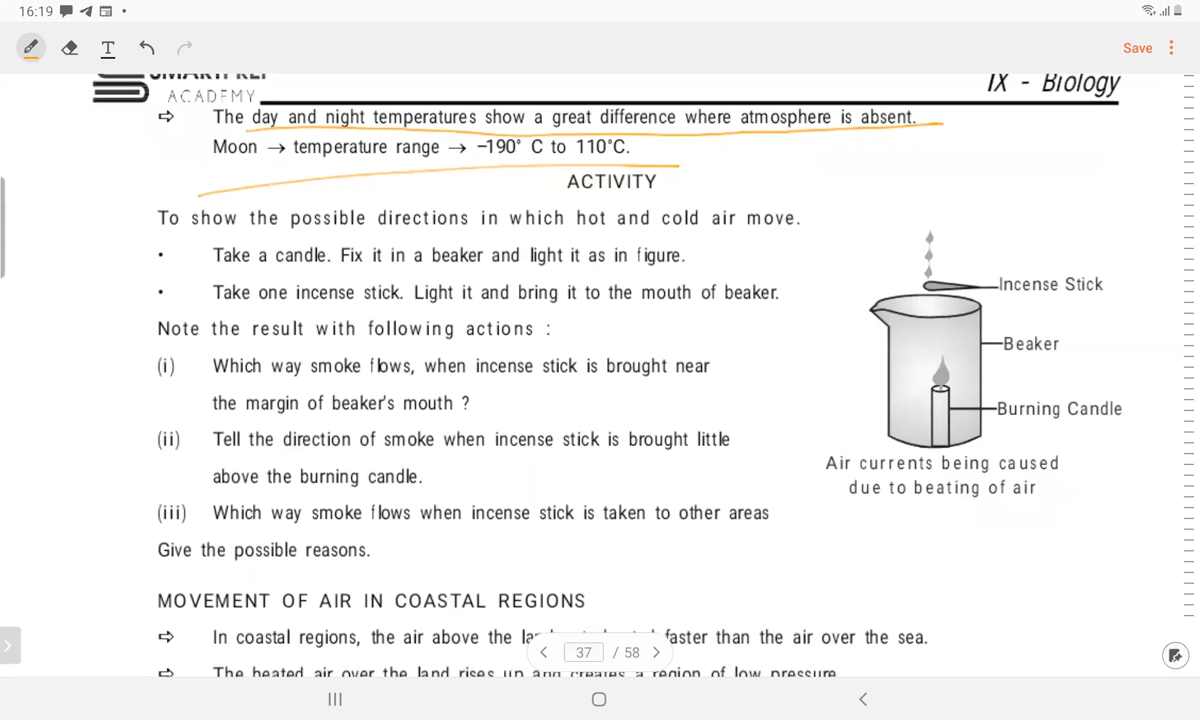 16:19
T
Save
ACADEMY
IX - Biology
⇨ The day and night temperatures show a great difference where atmosphere is absent.
Moon → temperature range → –190° C to 110°C.
ACTIVITY
To show the possible directions in which hot and cold air move.
• Take a candle. Fix it in a beaker and light it as in figure.
• Take one incense stick. Light it and bring it to the mouth of beaker.
Note the result with following actions :
(i) Which way smoke flows, when incense stick is brought near
the margin of beaker's mouth ?
(ii) Tell the direction of smoke when incense stick is brought little
above the burning candle.
(iii) Which way smoke flows when incense stick is taken to other areas
Give the possible reasons.
Incense Stick
Beaker
Burning Candle
Air currents being caused
due to beating of air
MOVEMENT OF AIR IN COASTAL REGIONS
⇨ In coastal regions, the air above the faster than the air over the sea.
37 / 58
⇨ The heated air over the land rises up and creates a region of low pressure